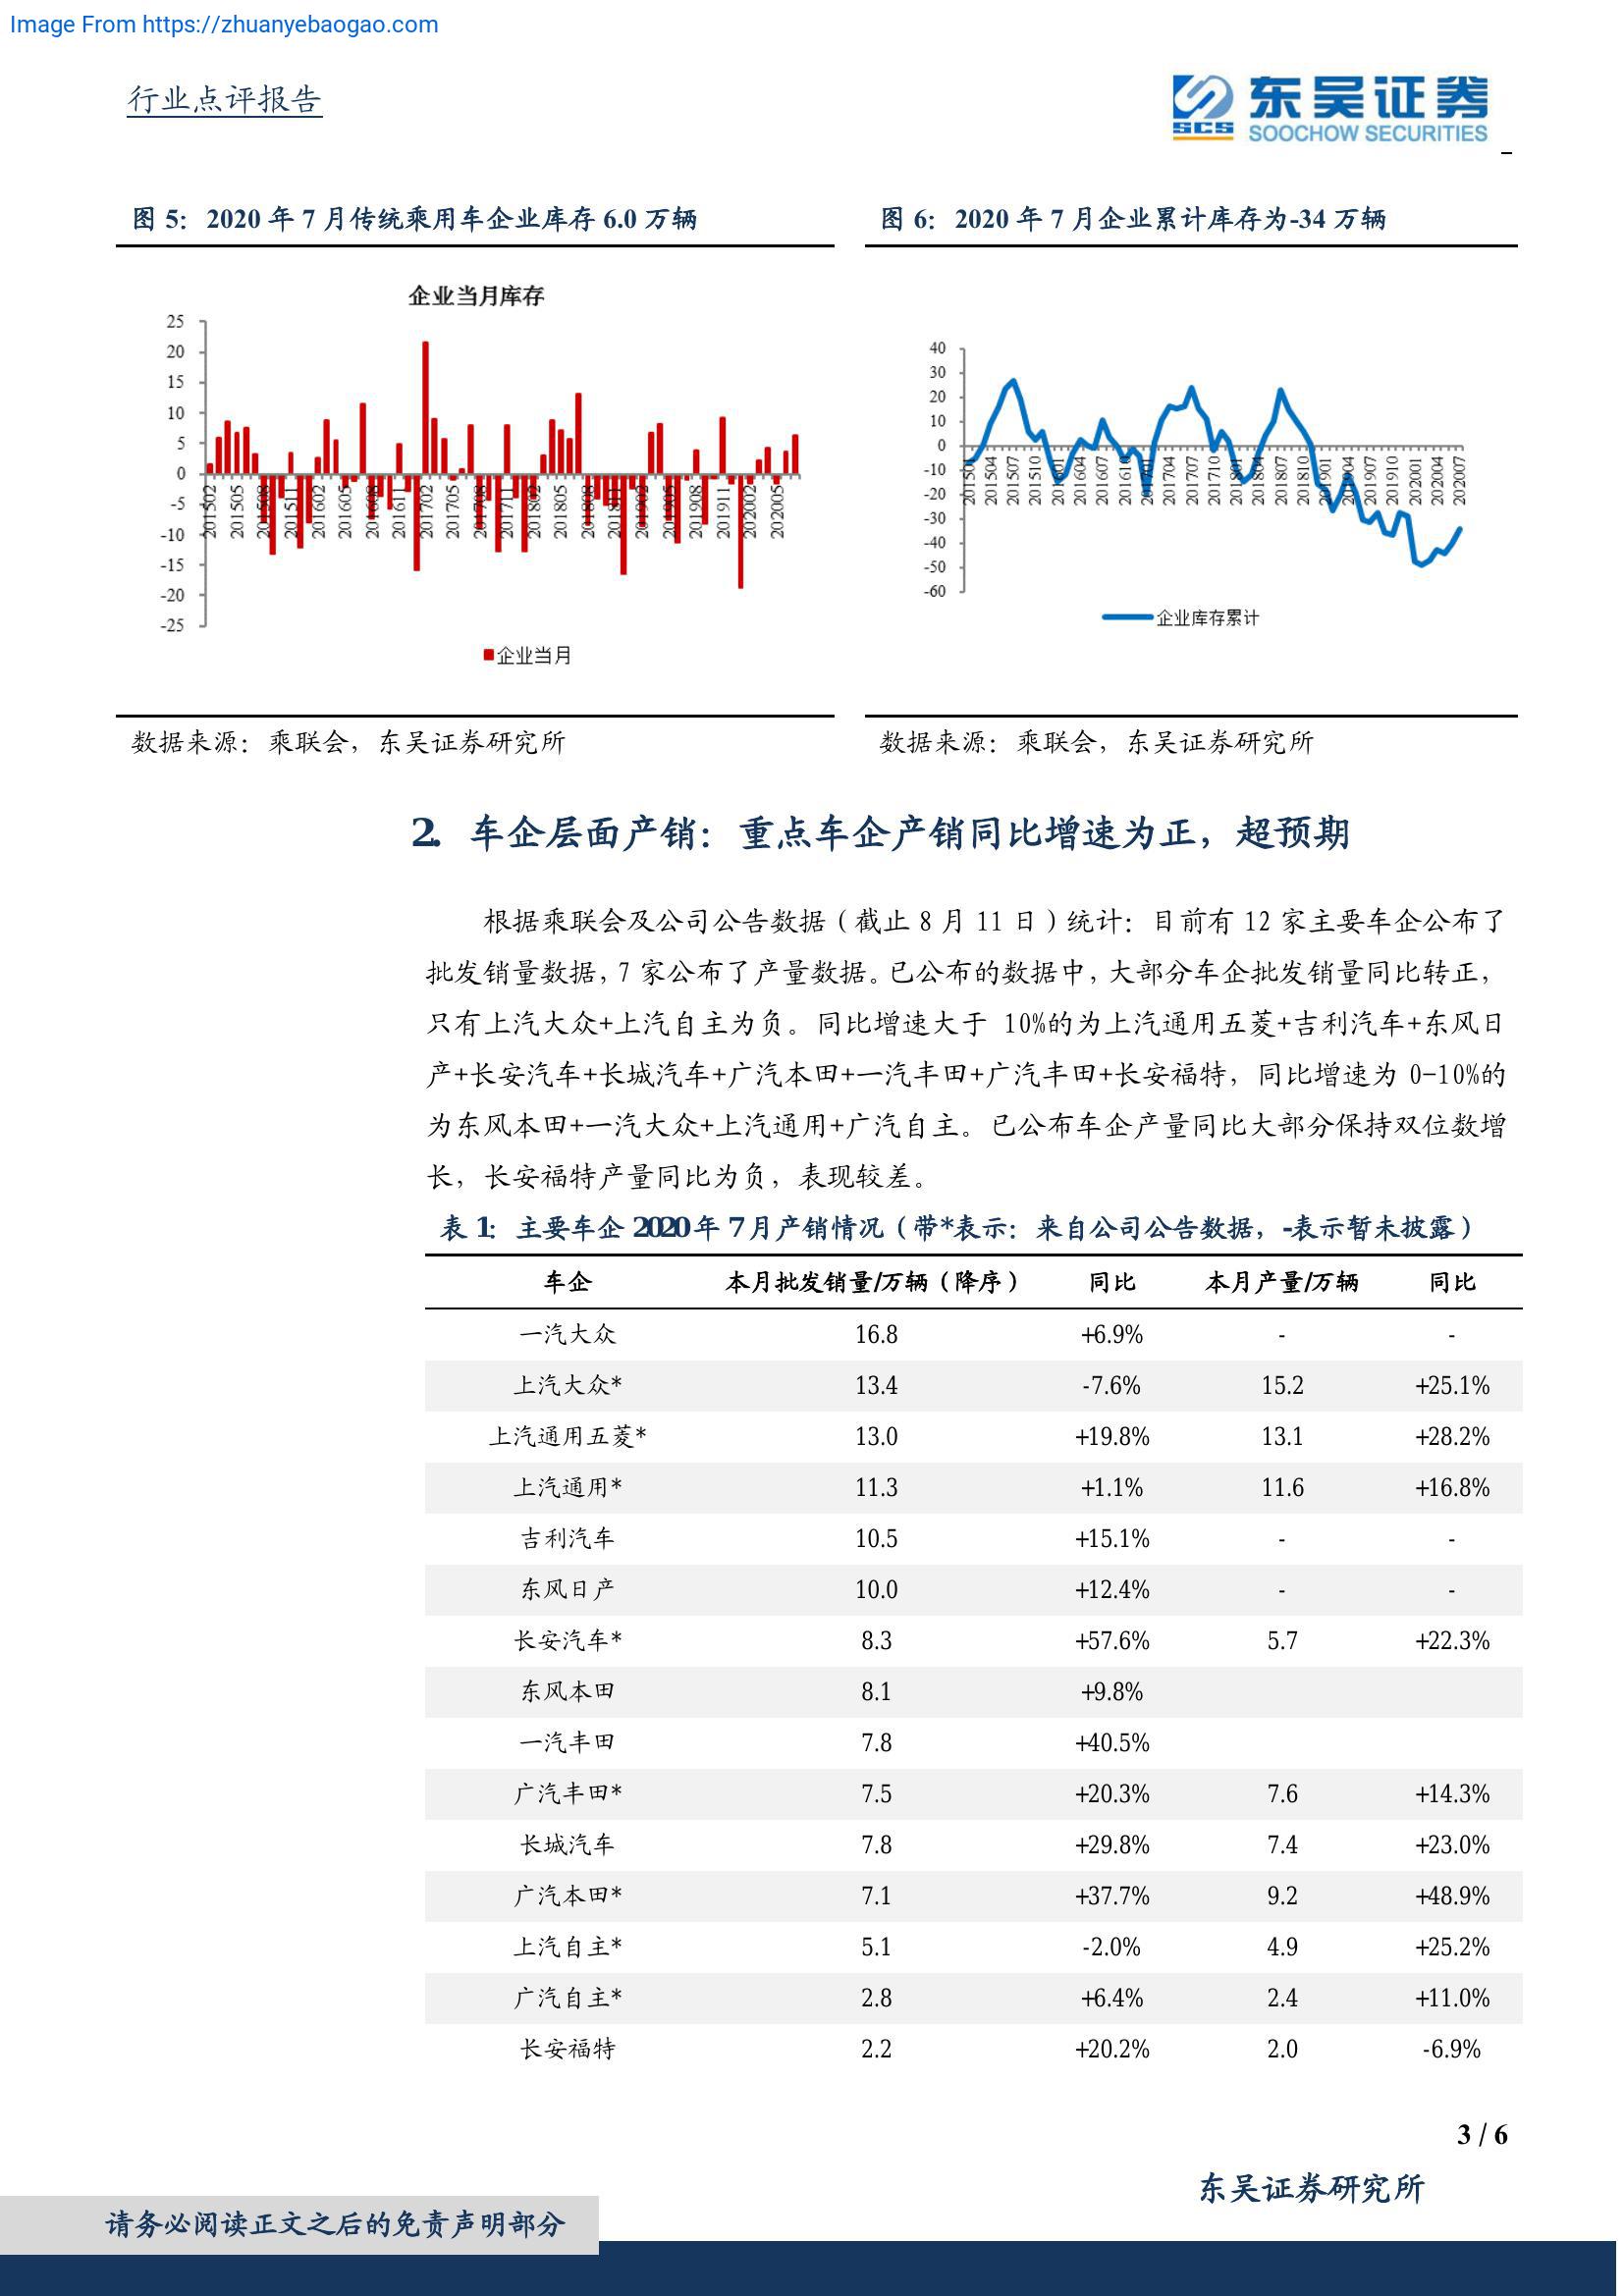 Image From https://zhuanyebaogao.com
行业点评报告
SCS
东吴证券
SOOCHOW SECURITIES
图 5：2020 年 7 月传统乘用车企业库存 6.0 万辆
企业当月库存
25
20
15
10
5
0
-5
-10
-15
-20
-25
201502 201505 201508 201511 201602 201605 201608 201611 201702 201705 201708 201711 201802 201805 201808 201811 201902 201905 201908 201911 202002 202005
企业当月
数据来源：乘联会，东吴证券研究所
图 6：2020 年 7 月企业累计库存为-34 万辆
40
30
20
10
0
-10
-20
-30
-40
-50
-60
201501 201504 201507 201510 201601 201604 201607 201610 201701 201704 201707 201710 201801 201804 201807 201810 201901 201904 201907 201910 202001 202004 202007
企业库存累计
数据来源：乘联会，东吴证券研究所
2. 车企层面产销：重点车企产销同比增速为正，超预期
根据乘联会及公司公告数据（截止 8 月 11 日）统计：目前有 12 家主要车企公布了
批发销量数据，7 家公布了产量数据。已公布的数据中，大部分车企批发销量同比转正，
只有上汽大众+上汽自主为负。同比增速大于 10%的为上汽通用五菱+吉利汽车+东风日
产+长安汽车+长城汽车+广汽本田+一汽丰田+广汽丰田+长安福特，同比增速为 0-10%的
为东风本田+一汽大众+上汽通用+广汽自主。已公布车企产量同比大部分保持双位数增
长，长安福特产量同比为负，表现较差。
表 1：主要车企 2020 年 7 月产销情况（带*表示：来自公司公告数据，-表示暂未披露）
车企 本月批发销量/万辆（降序） 同比 本月产量/万辆 同比
一汽大众 16.8 +6.9% - -
上汽大众* 13.4 -7.6% 15.2 +25.1%
上汽通用五菱* 13.0 +19.8% 13.1 +28.2%
上汽通用* 11.3 +1.1% 11.6 +16.8%
吉利汽车 10.5 +15.1% - -
东风日产 10.0 +12.4% - -
长安汽车* 8.3 +57.6% 5.7 +22.3%
东风本田 8.1 +9.8%
一汽丰田 7.8 +40.5%
广汽丰田* 7.5 +20.3% 7.6 +14.3%
长城汽车 7.8 +29.8% 7.4 +23.0%
广汽本田* 7.1 +37.7% 9.2 +48.9%
上汽自主* 5.1 -2.0% 4.9 +25.2%
广汽自主* 2.8 +6.4% 2.4 +11.0%
长安福特 2.2 +20.2% 2.0 -6.9%
3 / 6
东吴证券研究所
请务必阅读正文之后的免责声明部分